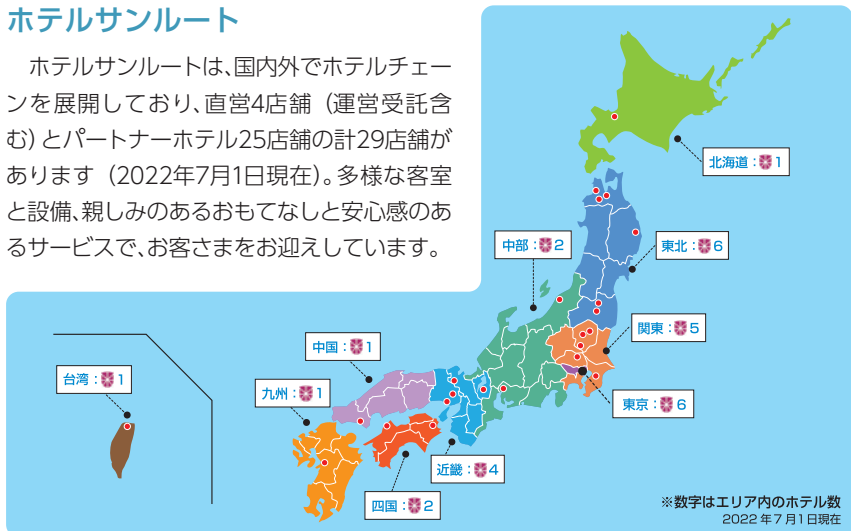 ホテルサンルート
ホテルサンルートは、国内外でホテルチェー
ンを展開しており、直営4店舗（運営受託含
む）とパートナーホテル25店舗の計29店舗が
あります（2022年7月1日現在）。多様な客室
と設備、親しみのあるおもてなしと安心感のあ
るサービスで、お客さまをお迎えしています。
北海道：1
中部：2
東北：6
関東：5
中国：1
台湾：1
九州：1
東京：6
近畿：4
四国：2
※数字はエリア内のホテル数
2022年7月1日現在